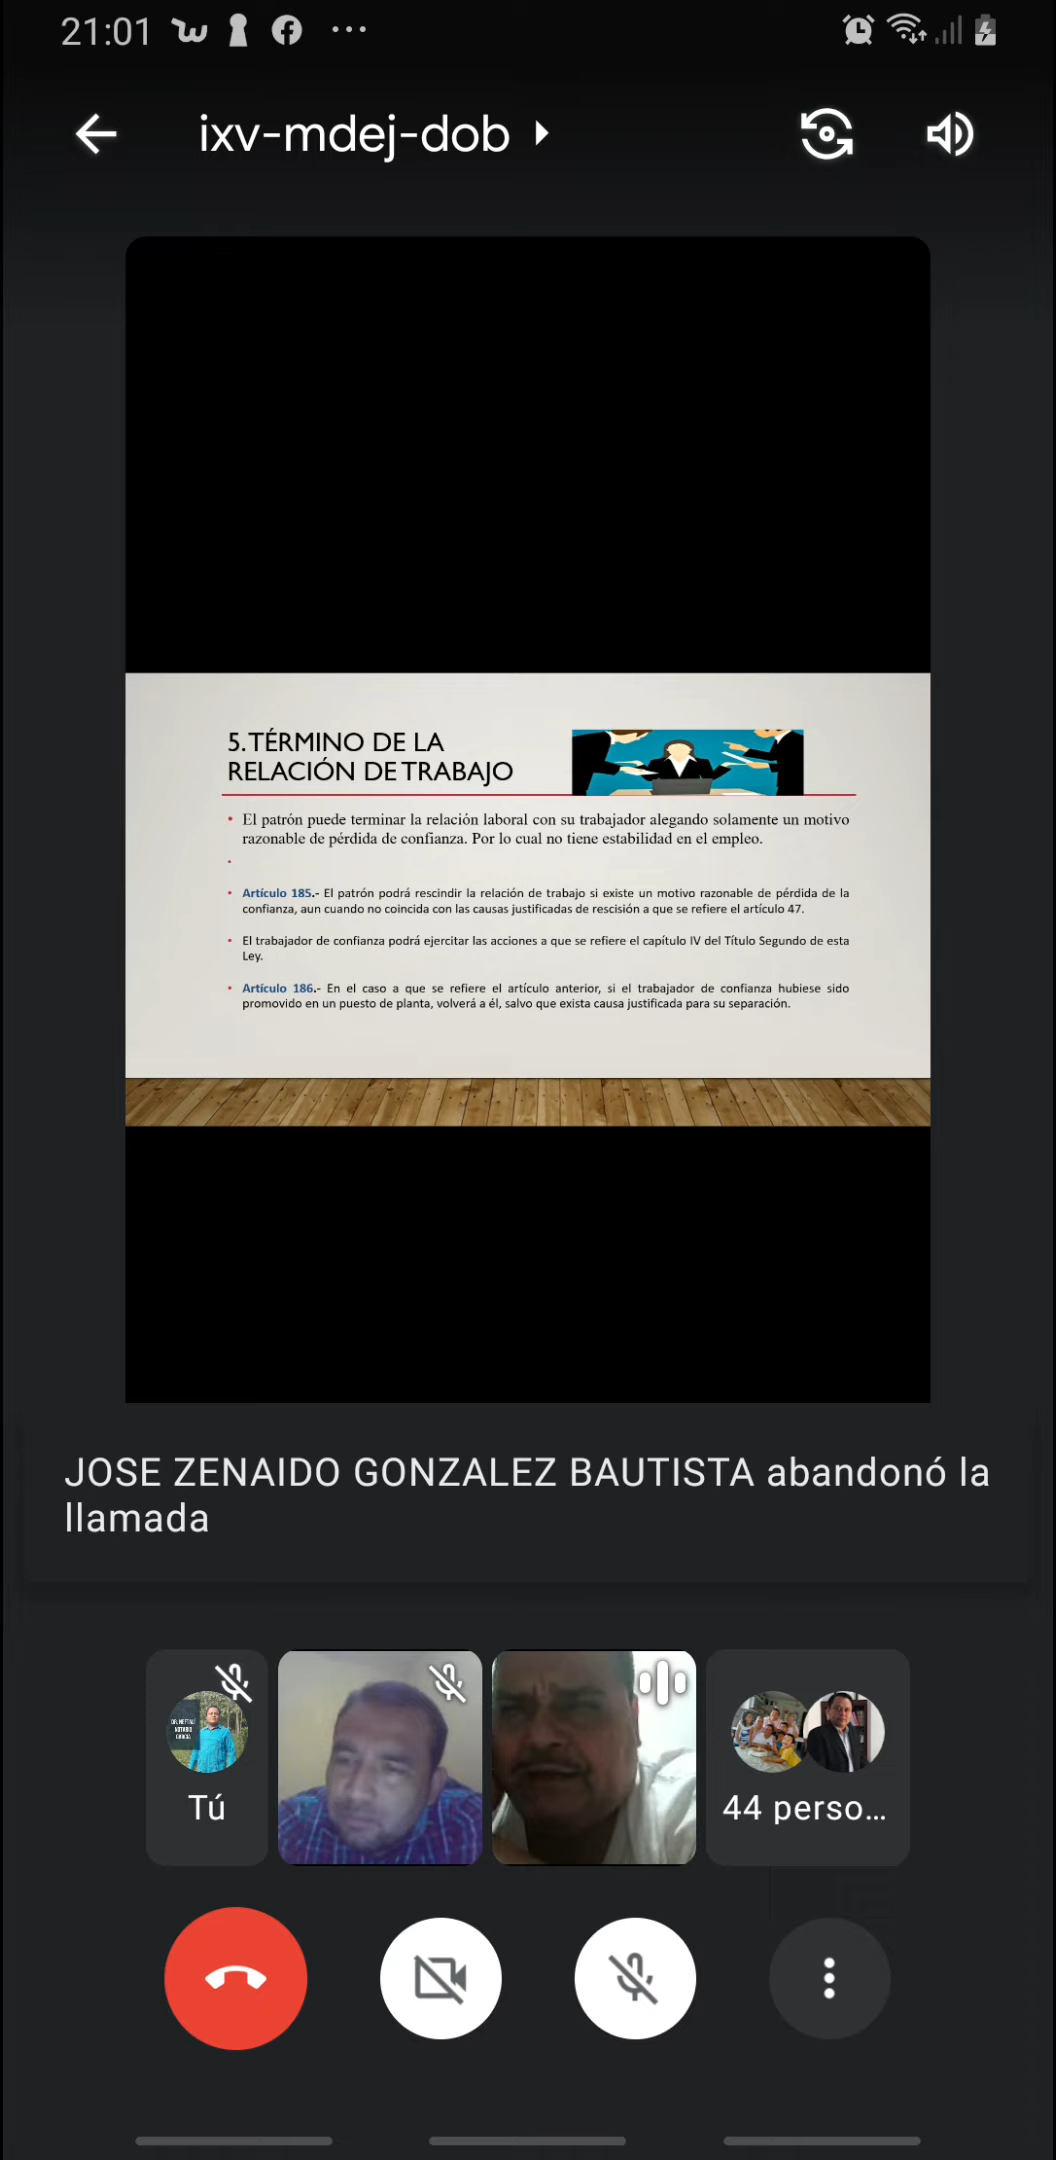 21:01
ixv-mdej-dob
5. TÉRMINO DE LA
RELACIÓN DE TRABAJO
• El patrón puede terminar la relación laboral con su trabajador alegando solamente un motivo
razonable de pérdida de confianza. Por lo cual no tiene estabilidad en el empleo.
•
• Artículo 185.- El patrón podrá rescindir la relación de trabajo si existe un motivo razonable de pérdida de la
confianza, aun cuando no coincida con las causas justificadas de rescisión a que se refiere el artículo 47.
• El trabajador de confianza podrá ejercitar las acciones a que se refiere el capítulo IV del Título Segundo de esta
Ley.
• Artículo 186.- En el caso a que se refiere el artículo anterior, si el trabajador de confianza hubiese sido
promovido en un puesto de planta, volverá a él, salvo que exista causa justificada para su separación.
JOSE ZENAIDO GONZALEZ BAUTISTA abandonó la
llamada
DR. NEFTALI
NOTARIO
GARCIA
Tú
44 perso...